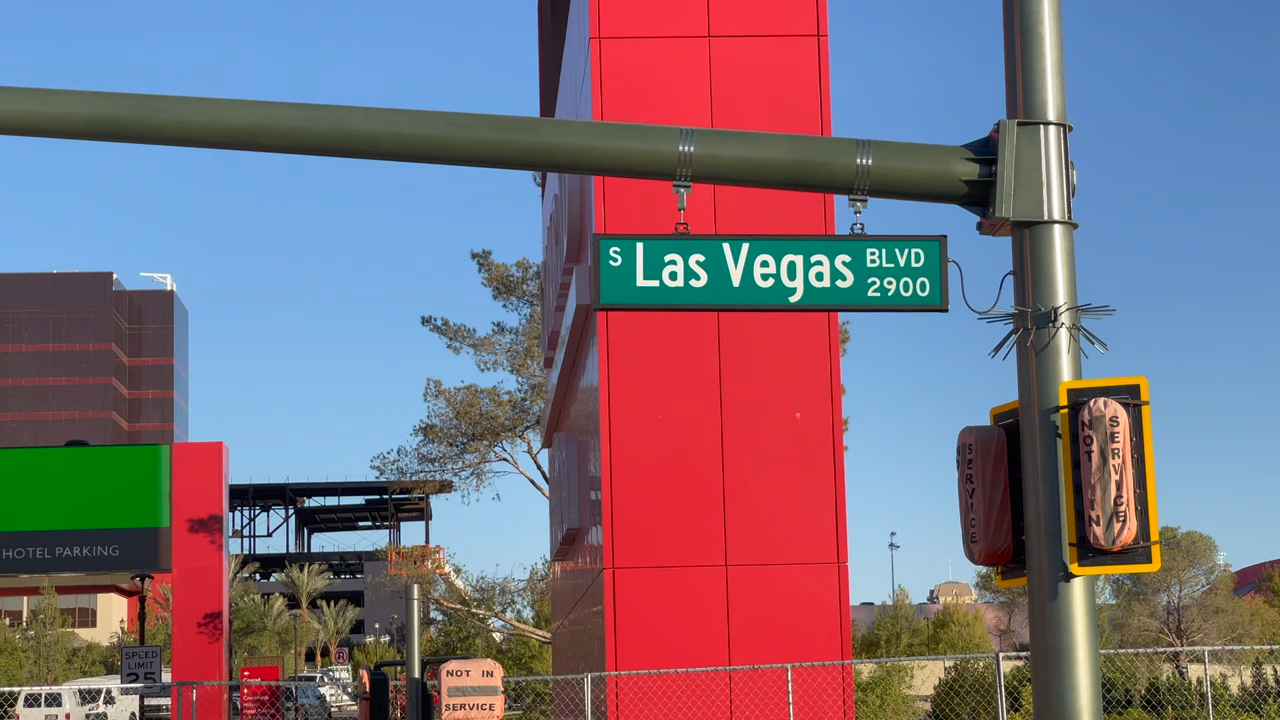 S Las Vegas BLVD
2900
NOT IN
SERVICE
SERVICE
HOTEL PARKING
SPEED
LIMIT
25
NOT IN
SERVICE